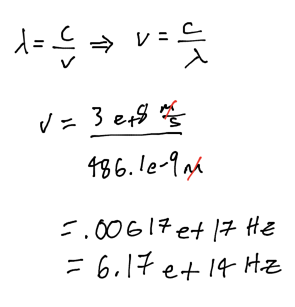 λ = c/ν ⇒ ν = c/λ
ν = 3 e+8 m/s / 486.1e-9 m
= .00617 e+17 Hz
= 6.17 e+14 Hz